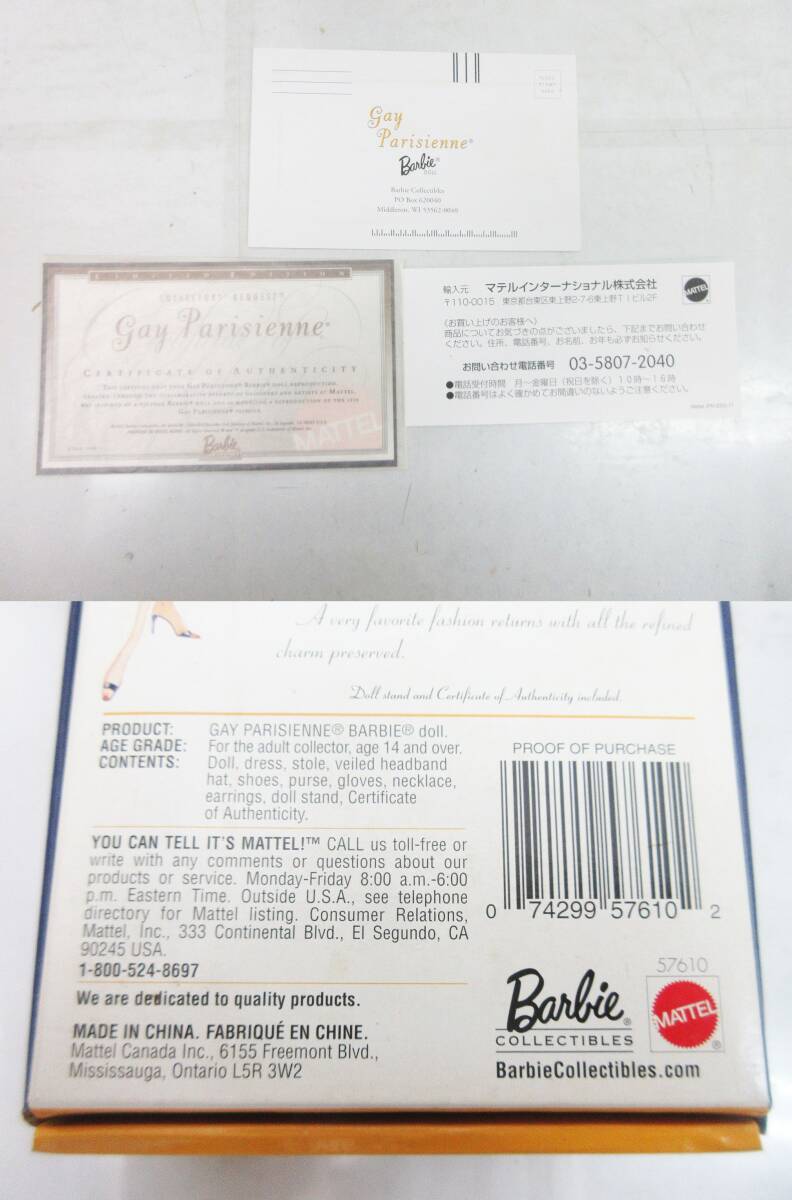 Gay
Parisienne®
Barbie®
DOLL
Barbie Collectibles
PO Box 620040
Middleton, WI 53562-0040
LIMITED EDITION
COLLECTORS' REQUEST™
Gay Parisienne®
CERTIFICATE OF AUTHENTICITY
GAY PARISIENNE® FASHION.
Barbie
MATTEL
輸入元 マテルインターナショナル株式会社
〒110-0015 東京都台東区東上野2-7-6東上野TIビル2F
MATTEL
《お買い上げのお客様へ》
商品についてお気づきの点がございましたら、下記までお問い合わせ
ください。住所、電話番号、お名前、お年も必ずお知らせください。
お問い合わせ電話番号 03-5807-2040
●電話受付時間 月~金曜日(祝日を除く)10時~16時
●電話番号はよく確かめてお間違いのないようご注意ください。
A very favorite fashion returns with all the refined
charm preserved.
Doll stand and Certificate of Authenticity included.
PRODUCT: GAY PARISIENNE® BARBIE® doll.
AGE GRADE: For the adult collector, age 14 and over.
CONTENTS: Doll, dress, stole, veiled headband
hat, shoes, purse, gloves, necklace,
earrings, doll stand, Certificate
of Authenticity.
PROOF OF PURCHASE
0 74299 57610 2
YOU CAN TELL IT'S MATTEL!™ CALL us toll-free or
write with any comments or questions about our
products or service. Monday-Friday 8:00 a.m.-6:00
p.m. Eastern Time. Outside U.S.A., see telephone
directory for Mattel listing. Consumer Relations,
Mattel, Inc., 333 Continental Blvd., El Segundo, CA
90245 USA.
1-800-524-8697
We are dedicated to quality products.
MADE IN CHINA. FABRIQUÉ EN CHINE.
Mattel Canada Inc., 6155 Freemont Blvd.,
Mississauga, Ontario L5R 3W2
57610
Barbie®
COLLECTIBLES
MATTEL®
BarbieCollectibles.com